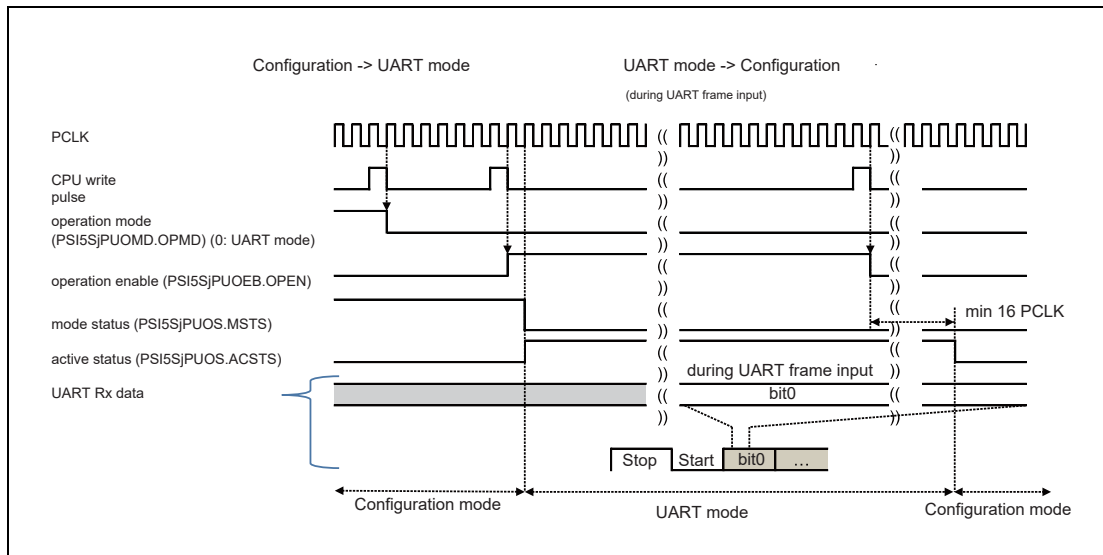 Configuration -> UART mode
UART mode -> Configuration
(during UART frame input)
PCLK
CPU write
pulse
operation mode
(PSI5SjPUOMD.OPMD) (0: UART mode)
operation enable (PSI5SjPUOEB.OPEN)
mode status (PSI5SjPUOS.MSTS)
min 16 PCLK
active status (PSI5SjPUOS.ACSTS)
during UART frame input
UART Rx data
bit0
Stop Start bit0 ...
Configuration mode
UART mode
Configuration mode